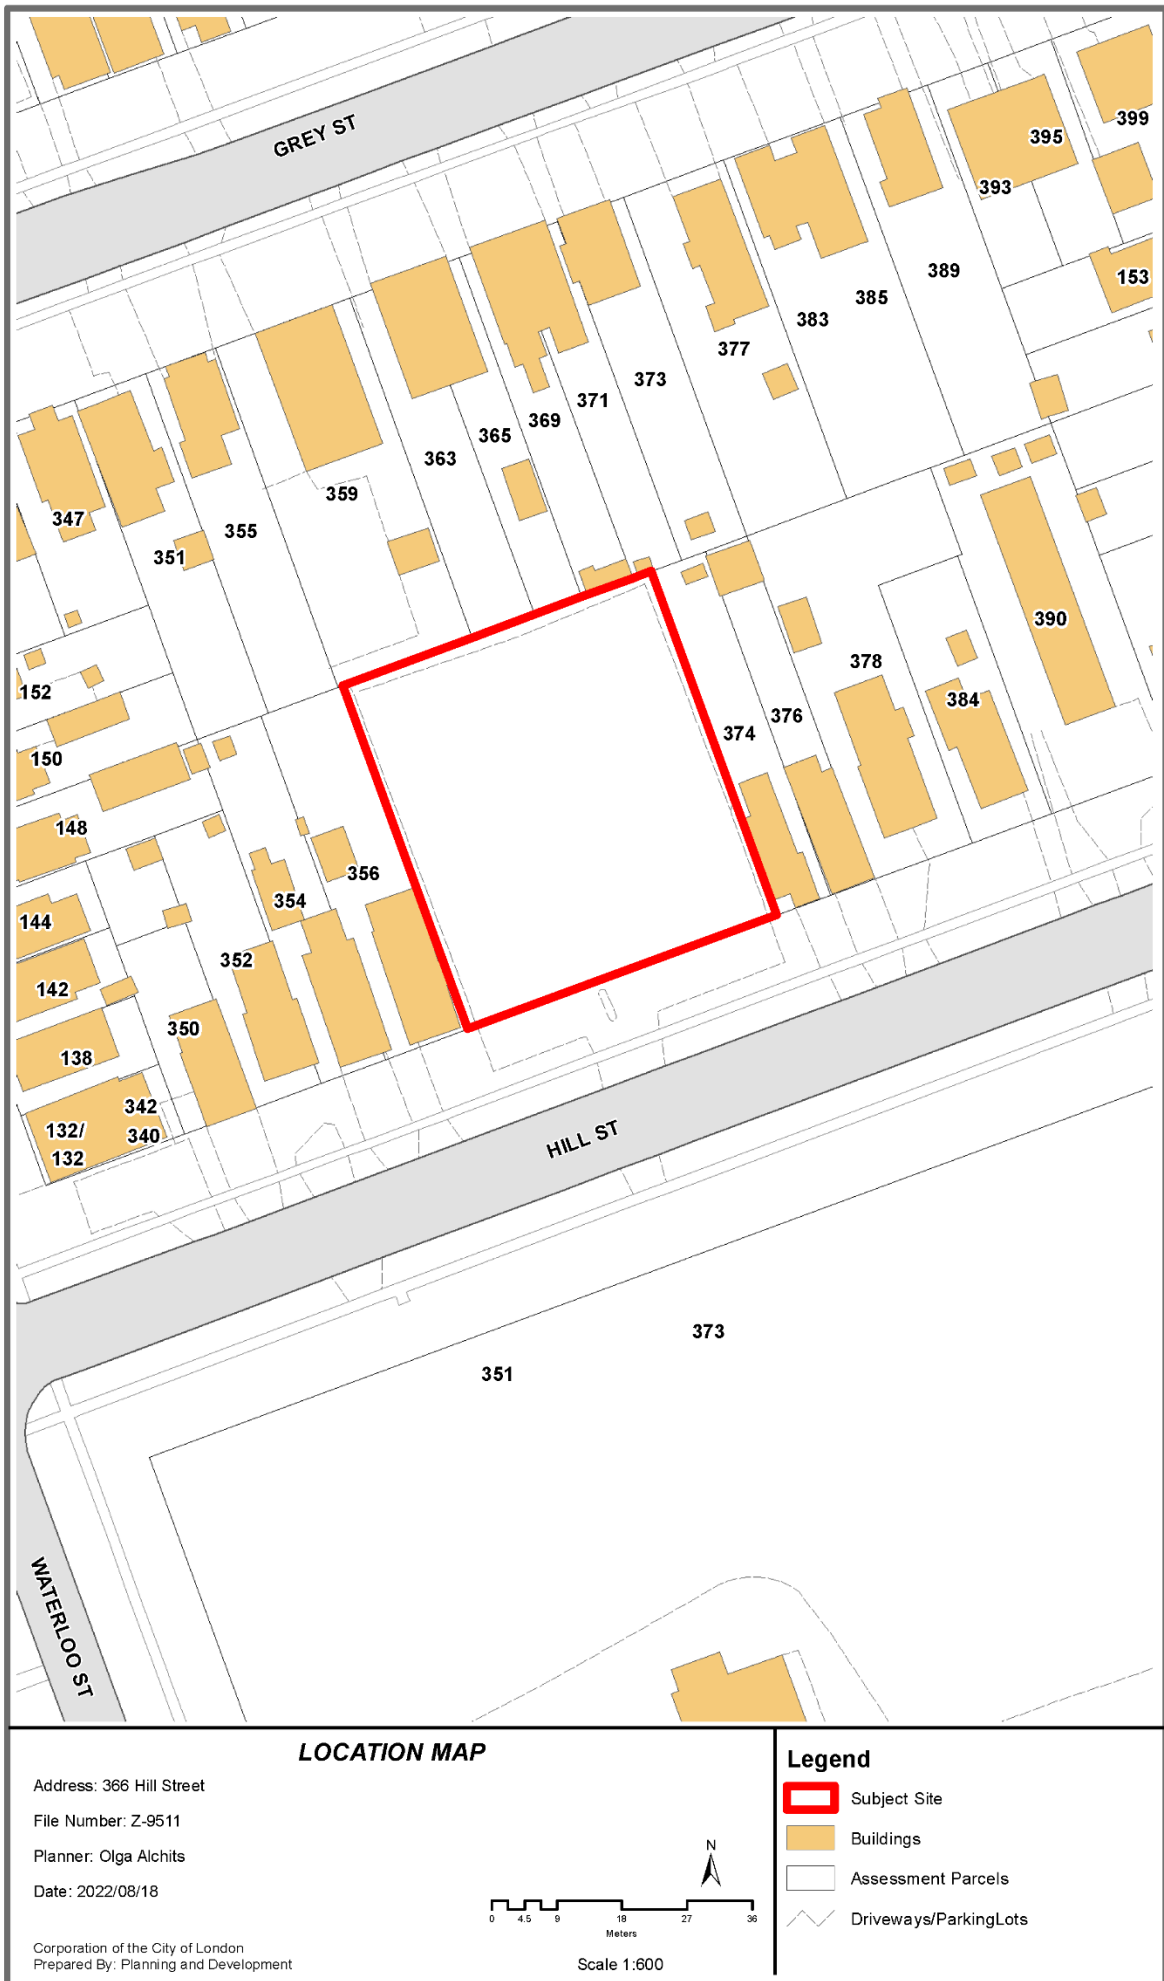 GREY ST
399
395
393
153
389
385
383
377
373
371
369
365
363
359
355
351
347
390
378
384
376
374
152
150
148
144
142
138
132/
132
342
340
350
352
354
356
HILL ST
373
351
WATERLOO ST
LOCATION MAP
Address: 366 Hill Street
File Number: Z-9511
Planner: Olga Alchits
Date: 2022/08/18
Corporation of the City of London
Prepared By: Planning and Development
N
0 4.5 9 18 27 36
Meters
Scale 1:600
Legend
Subject Site
Buildings
Assessment Parcels
Driveways/ParkingLots